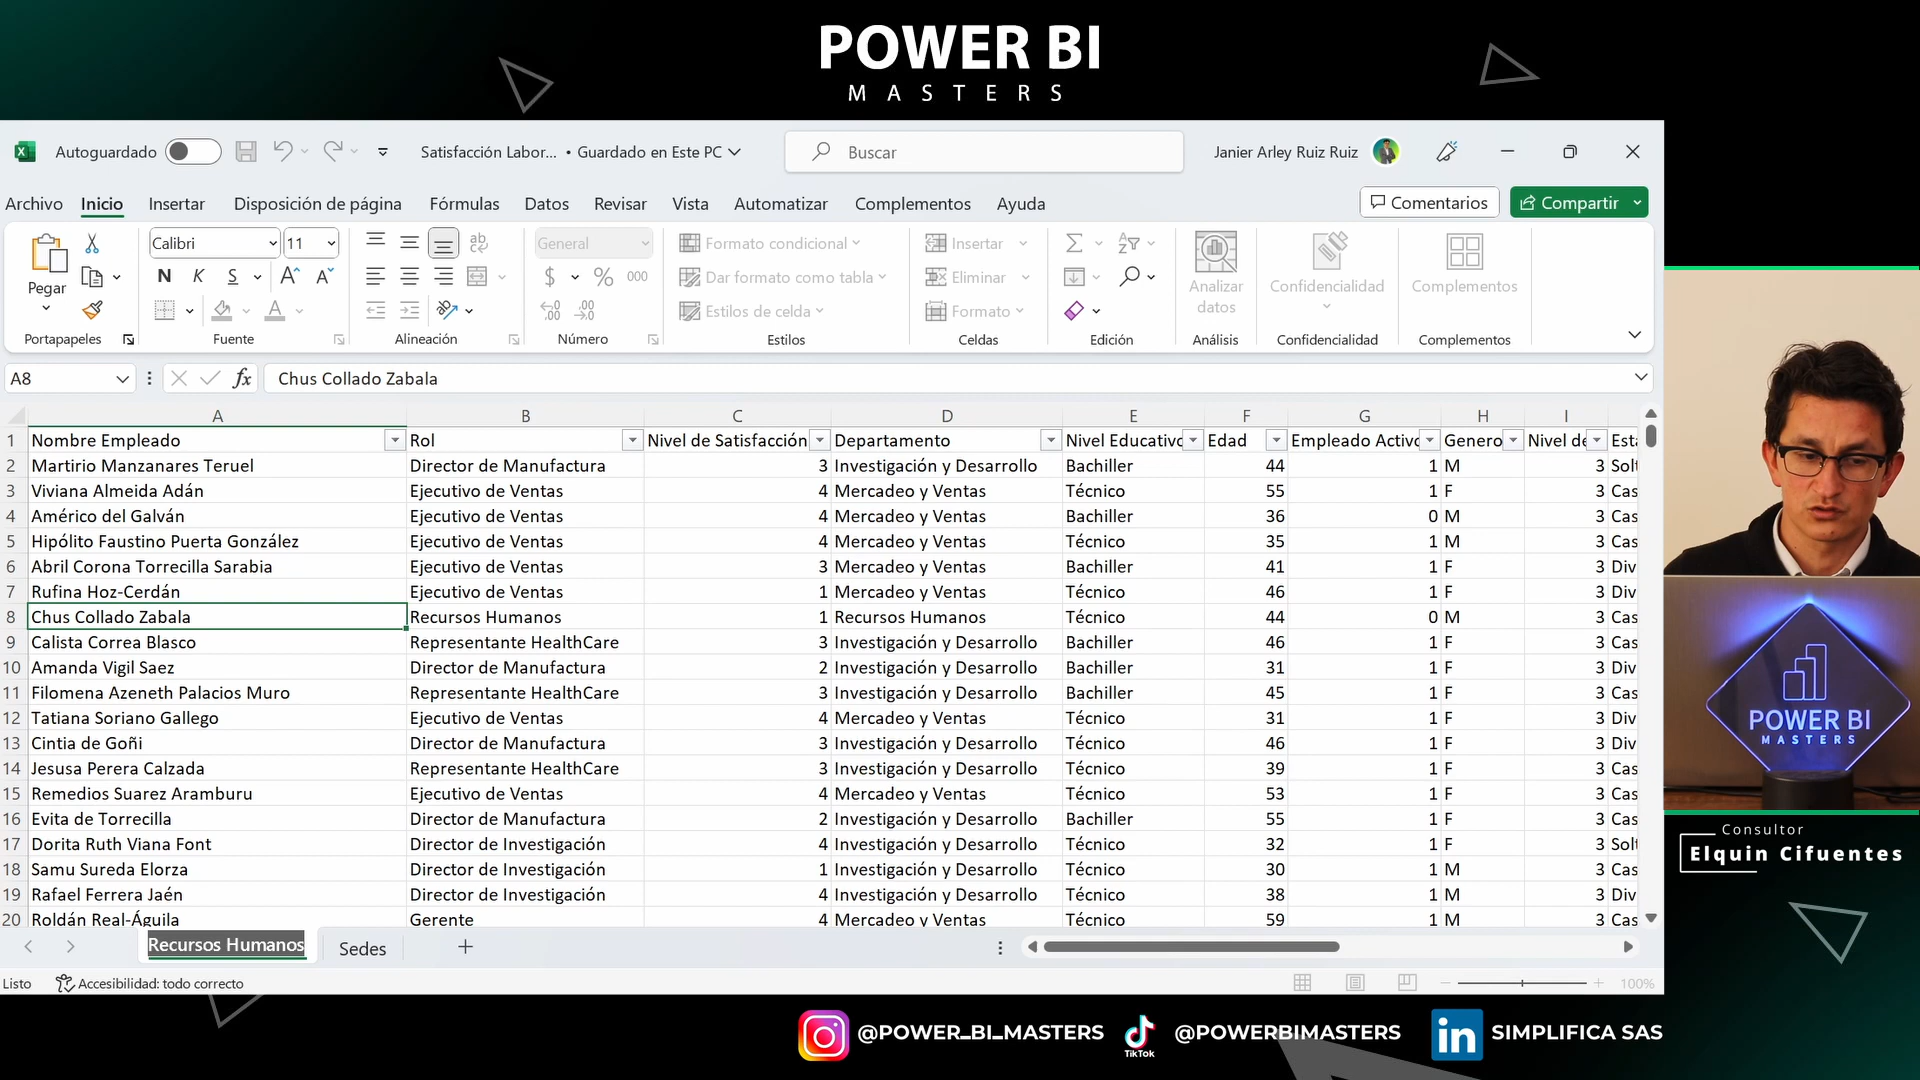 POWER BI
MASTERS
Autoguardado
Satisfacción Labor... • Guardado en Este PC
Buscar
Janier Arley Ruiz Ruiz
Archivo Inicio Insertar Disposición de página Fórmulas Datos Revisar Vista Automatizar Complementos Ayuda
Comentarios Compartir
Calibri 11 General
Pegar
N K S
$ % 000
Formato condicional
Dar formato como tabla
Estilos de celda
Insertar
Eliminar
Formato
Analizar datos
Confidencialidad
Complementos
Portapapeles Fuente Alineación Número Estilos Celdas Edición Análisis Confidencialidad Complementos
A8 fx Chus Collado Zabala
A B C D E F G H I
1 Nombre Empleado Rol Nivel de Satisfacción Departamento Nivel Educativo Edad Empleado Activo Genero Nivel de Esta
2 Martirio Manzanares Teruel Director de Manufactura 3 Investigación y Desarrollo Bachiller 44 1 M 3 Solt
3 Viviana Almeida Adán Ejecutivo de Ventas 4 Mercadeo y Ventas Técnico 55 1 F 3 Cas
4 Américo del Galván Ejecutivo de Ventas 4 Mercadeo y Ventas Bachiller 36 0 M 3 Cas
5 Hipólito Faustino Puerta González Ejecutivo de Ventas 4 Mercadeo y Ventas Técnico 35 1 M 3 Cas
6 Abril Corona Torrecilla Sarabia Ejecutivo de Ventas 3 Mercadeo y Ventas Bachiller 41 1 F 3 Div
7 Rufina Hoz-Cerdán Ejecutivo de Ventas 1 Mercadeo y Ventas Técnico 46 1 F 3 Div
8 Chus Collado Zabala Recursos Humanos 1 Recursos Humanos Técnico 44 0 M 3 Cas
9 Calista Correa Blasco Representante HealthCare 3 Investigación y Desarrollo Bachiller 46 1 F 3 Div
10 Amanda Vigil Saez Director de Manufactura 2 Investigación y Desarrollo Bachiller 31 1 F 3 Div
11 Filomena Azeneth Palacios Muro Representante HealthCare 3 Investigación y Desarrollo Bachiller 45 1 F 3 Cas
12 Tatiana Soriano Gallego Ejecutivo de Ventas 4 Mercadeo y Ventas Técnico 31 1 F 3 Div
13 Cintia de Goñi Director de Manufactura 3 Investigación y Desarrollo Técnico 46 1 F 3 Div
14 Jesusa Perera Calzada Representante HealthCare 3 Investigación y Desarrollo Técnico 39 1 F 3 Cas
15 Remedios Suarez Aramburu Ejecutivo de Ventas 4 Mercadeo y Ventas Técnico 53 1 F 3 Cas
16 Evita de Torrecilla Director de Manufactura 2 Investigación y Desarrollo Bachiller 55 1 F 3 Cas
17 Dorita Ruth Viana Font Director de Investigación 4 Investigación y Desarrollo Técnico 32 1 F 3 Solt
18 Samu Sureda Elorza Director de Investigación 1 Investigación y Desarrollo Técnico 30 1 M 3 Cas
19 Rafael Ferrera Jaén Director de Investigación 4 Investigación y Desarrollo Técnico 38 1 M 3 Div
20 Roldán Real-Águila Gerente 4 Mercadeo y Ventas Técnico 59 1 M 3 Cas
Recursos Humanos Sedes
Listo Accesibilidad: todo correcto 100%
POWER BI
MASTERS
Consultor
Elquin Cifuentes
@POWER_BI_MASTERS TikTok @POWERBIMASTERS in SIMPLIFICA SAS